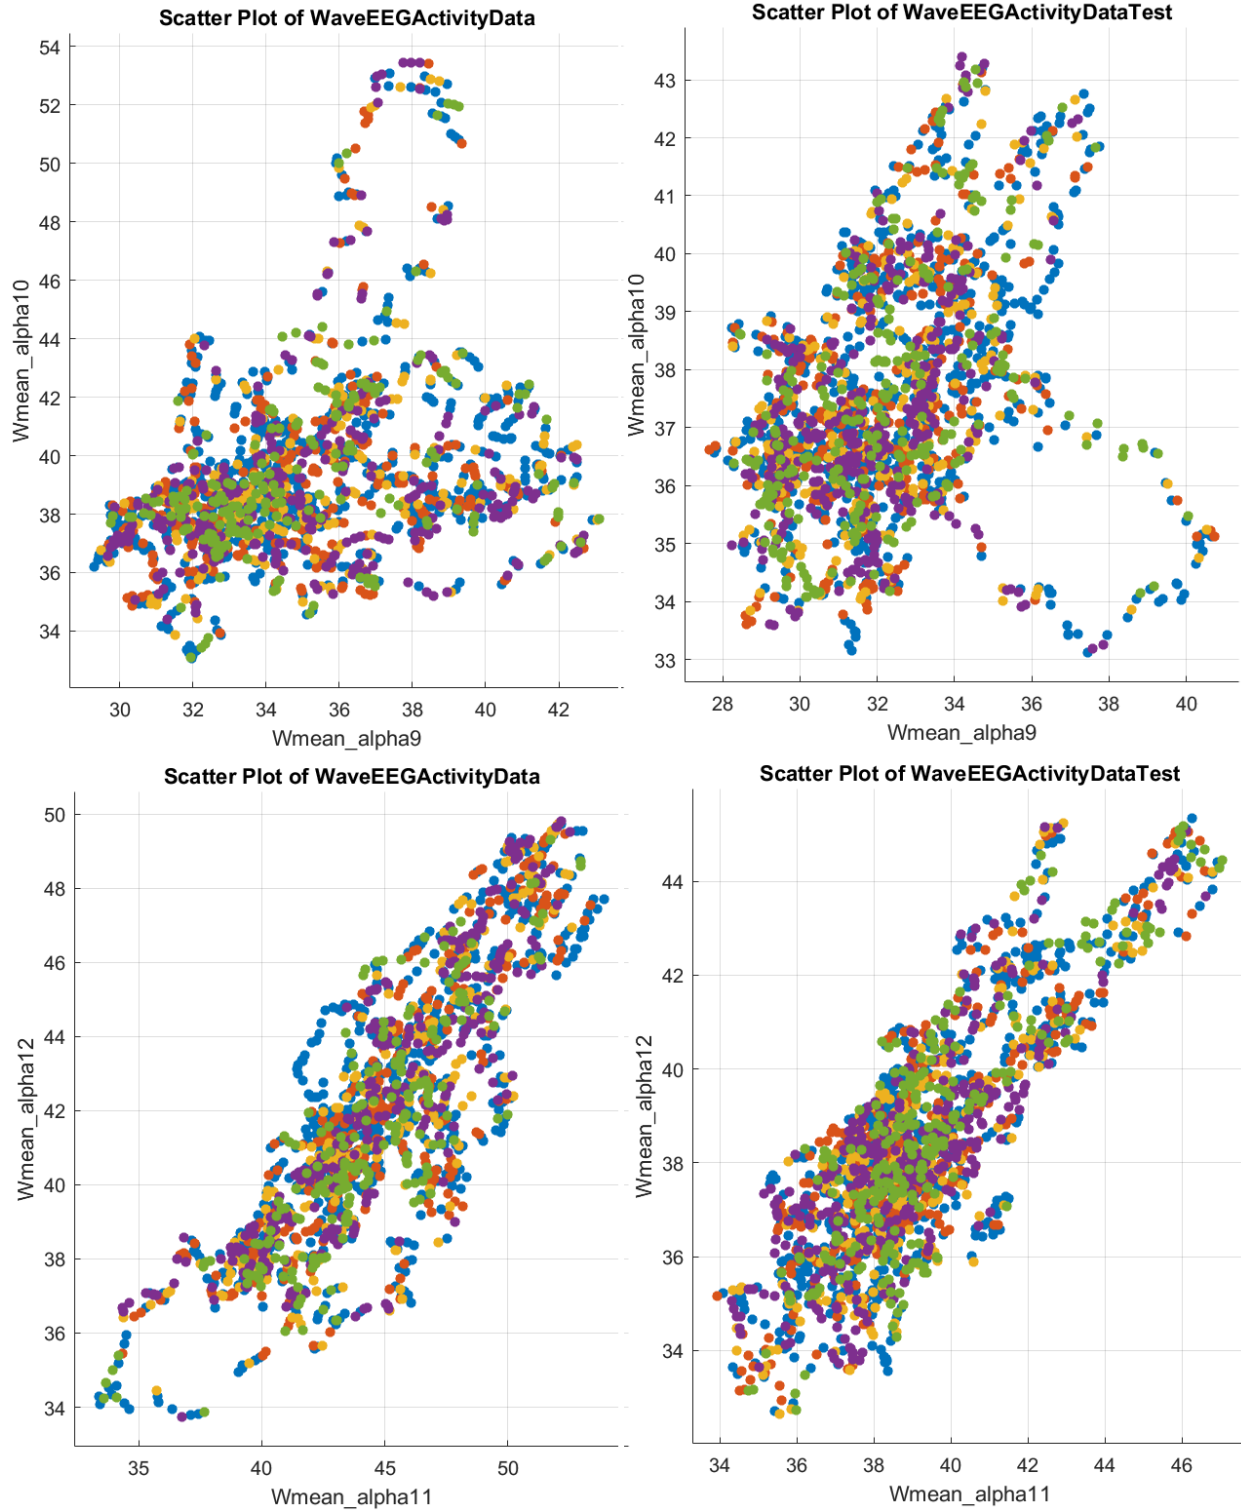 Scatter Plot of WaveEEGActivityData
54
52
50
48
46
44
42
40
38
36
34
Wmean_alpha10
30 32 34 36 38 40 42
Wmean_alpha9
Scatter Plot of WaveEEGActivityDataTest
43
42
41
40
39
38
37
36
35
34
33
Wmean_alpha10
28 30 32 34 36 38 40
Wmean_alpha9
Scatter Plot of WaveEEGActivityData
50
48
46
44
42
40
38
36
34
Wmean_alpha12
35 40 45 50
Wmean_alpha11
Scatter Plot of WaveEEGActivityDataTest
44
42
40
38
36
34
Wmean_alpha12
34 36 38 40 42 44 46
Wmean_alpha11